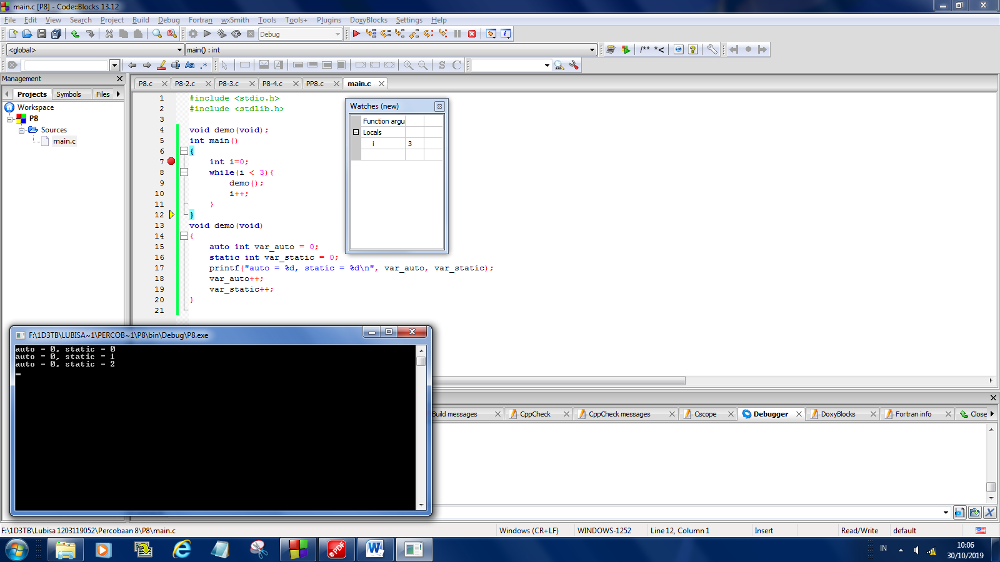 main.c [P8] - Code::Blocks 13.12
File Edit View Search Project Build Debug Fortran wxSmith Tools Tools+ Plugins DoxyBlocks Settings Help
Debug
<global>
main() : int
/** *<
Aa .*
S C
Management
Projects Symbols Files
Workspace
P8
Sources
main.c
P8.c P8-2.c P8-3.c P8-4.c PP8.c main.c
1 #include <stdio.h>
2 #include <stdlib.h>
3
4 void demo(void);
5 int main()
6 {
7 int i=0;
8 while(i < 3){
9 demo();
10 i++;
11 }
12 }
13 void demo(void)
14 {
15 auto int var_auto = 0;
16 static int var_static = 0;
17 printf("auto = %d, static = %d\n", var_auto, var_static);
18 var_auto++;
19 var_static++;
20 }
21
Watches (new)
Function argu
Locals
i 3
F:\1D3TB\LUBISA~1\PERCOB~1\P8\bin\Debug\P8.exe
auto = 0, static = 0
auto = 0, static = 1
auto = 0, static = 2
Build messages CppCheck CppCheck messages Cscope Debugger DoxyBlocks Fortran info Close
F:\1D3TB\Lubisa 1203119052\Percobaan 8\P8\main.c Windows (CR+LF) WINDOWS-1252 Line 12, Column 1 Insert Read/Write default
PDF
W
IN
10:06
30/10/2019